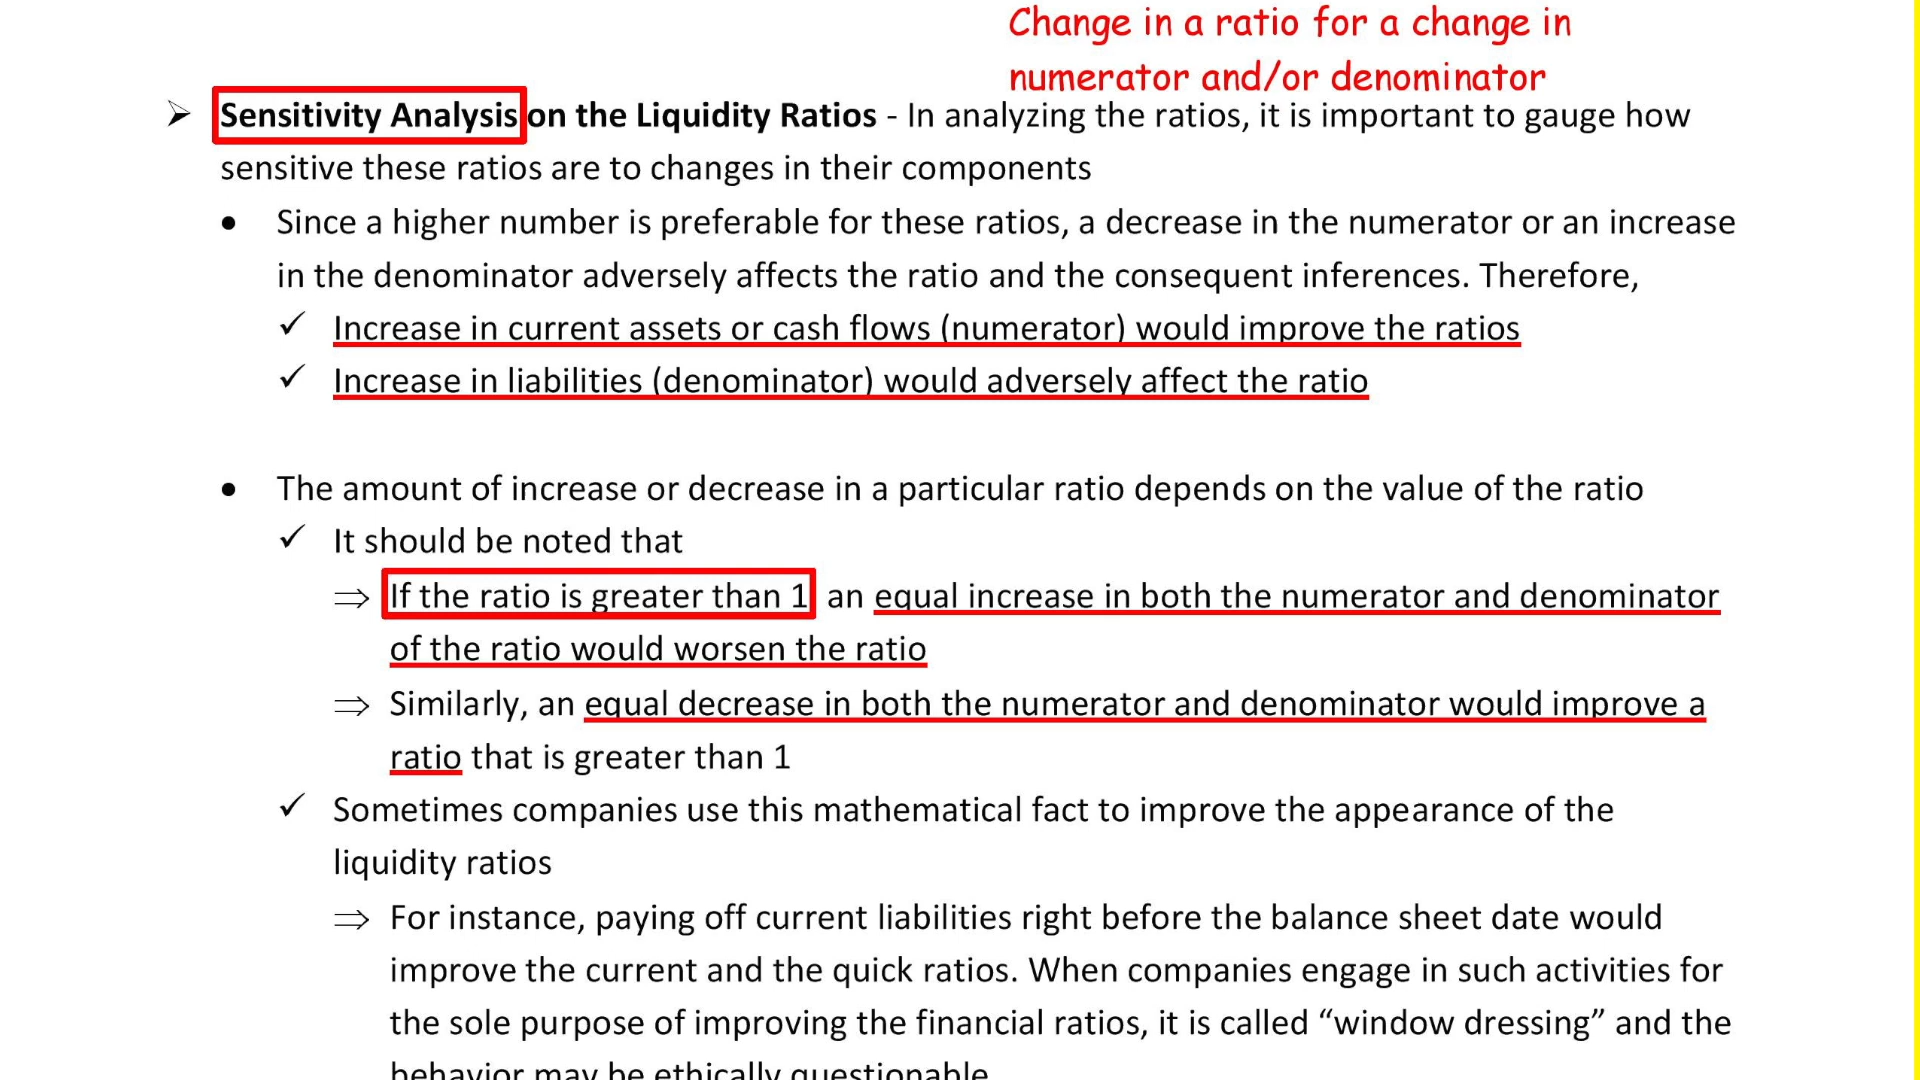 Change in a ratio for a change in
numerator and/or denominator
➢ Sensitivity Analysis on the Liquidity Ratios - In analyzing the ratios, it is important to gauge how
sensitive these ratios are to changes in their components
• Since a higher number is preferable for these ratios, a decrease in the numerator or an increase
in the denominator adversely affects the ratio and the consequent inferences. Therefore,
✓ Increase in current assets or cash flows (numerator) would improve the ratios
✓ Increase in liabilities (denominator) would adversely affect the ratio
• The amount of increase or decrease in a particular ratio depends on the value of the ratio
✓ It should be noted that
⇒ If the ratio is greater than 1 an equal increase in both the numerator and denominator
of the ratio would worsen the ratio
⇒ Similarly, an equal decrease in both the numerator and denominator would improve a
ratio that is greater than 1
✓ Sometimes companies use this mathematical fact to improve the appearance of the
liquidity ratios
⇒ For instance, paying off current liabilities right before the balance sheet date would
improve the current and the quick ratios. When companies engage in such activities for
the sole purpose of improving the financial ratios, it is called “window dressing” and the
behavior may be ethically questionable